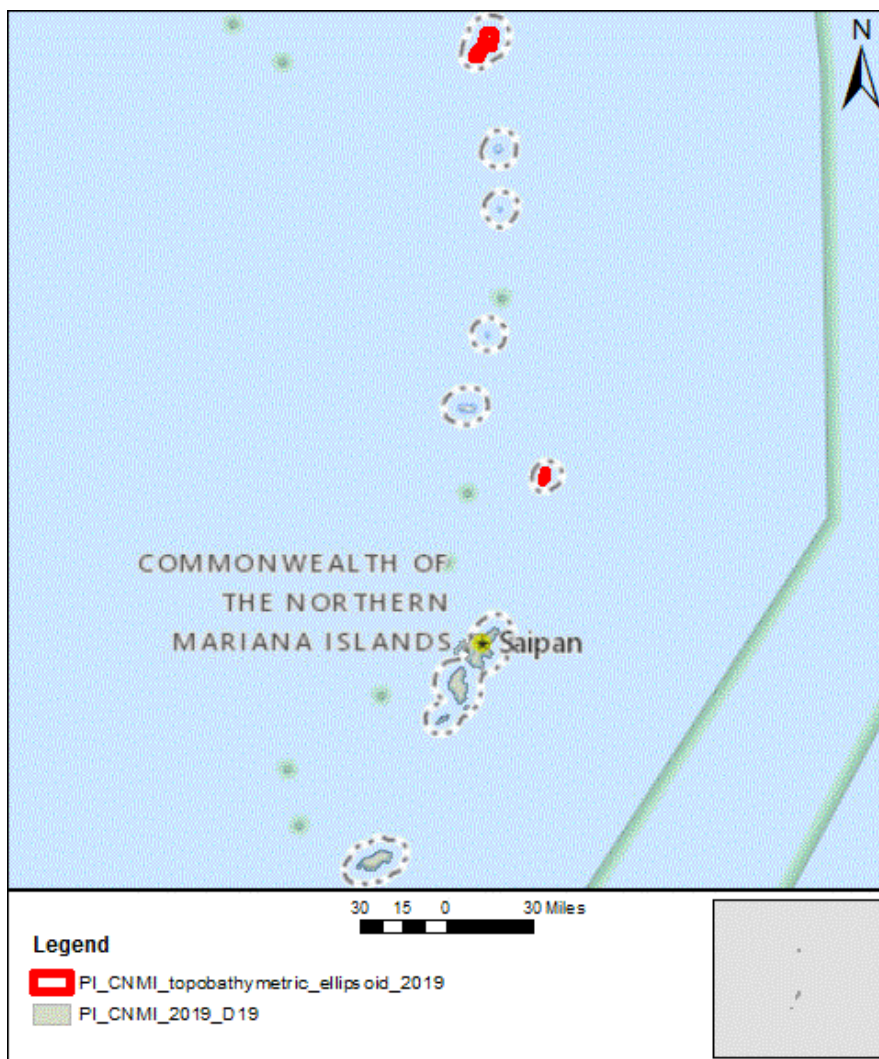 N
COMMONWEALTH OF
THE NORTHERN
MARIANA ISLANDS
Saipan
30 15 0 30 Miles
Legend
PI_CNMI_topobathymetric_ellipsoid_2019
PI_CNMI_2019_D19